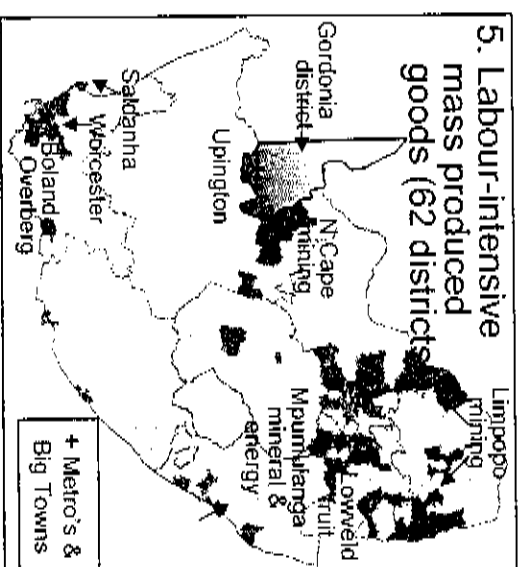 5. Labour-intensive
mass produced
goods (62 districts
Limpopo
mining
Gordonia
district
N.Cape
mining
Upington
Lowveld
fruit
Mpumulanga
mineral &
energy
Saldanha
Worcester
Boland
Overberg
+ Metro's &
Big Towns